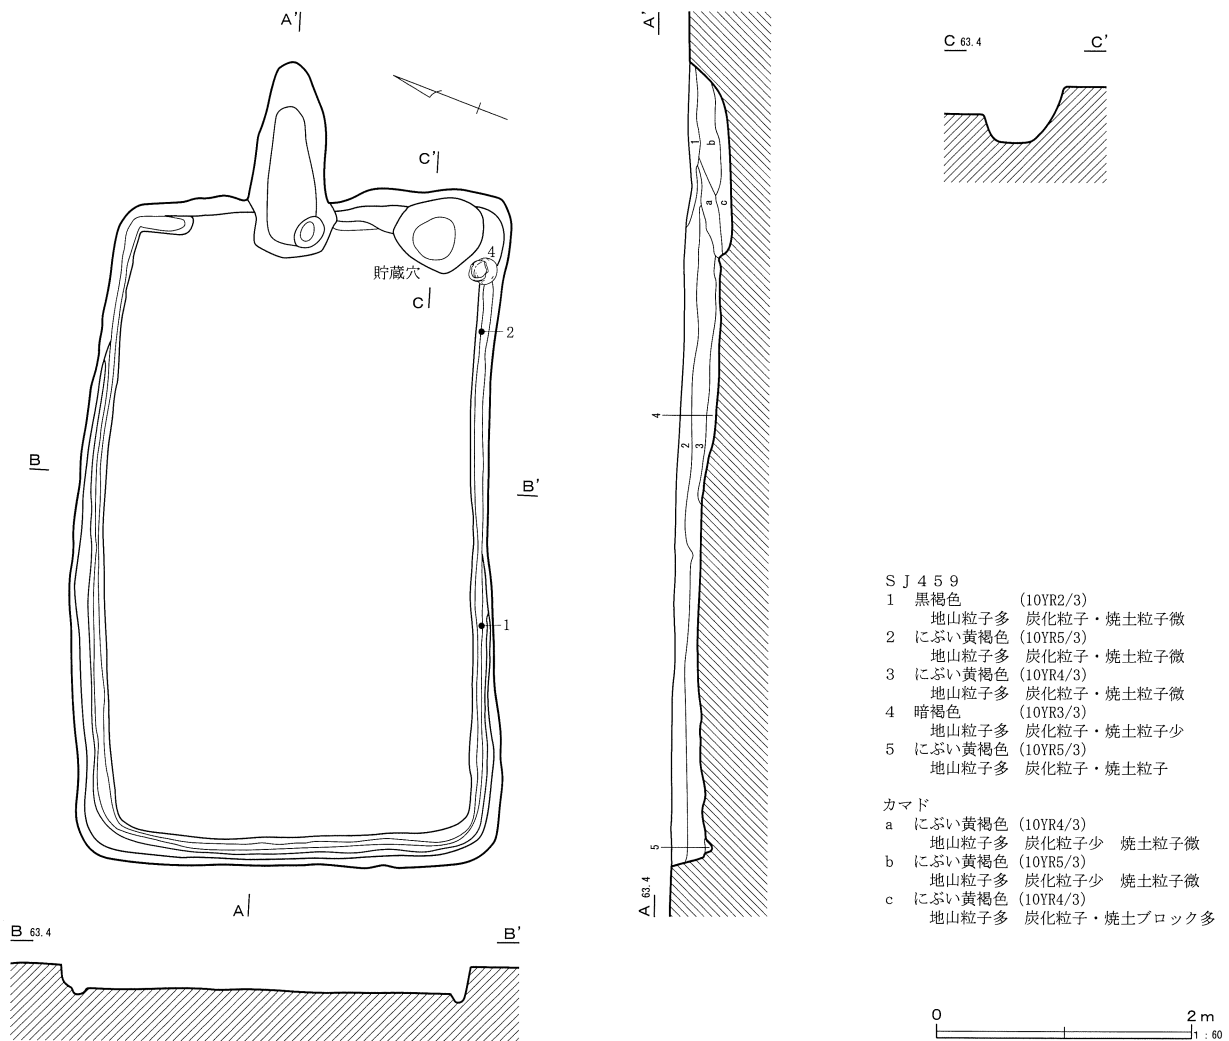 A'
C'
4
貯蔵穴
C
2
B
B'
1
A
B 63.4
B'
A'
1
b
a
c
4
2
3
5
A 63.4
C 63.4
C'
SJ459
1 黒褐色 (10YR2/3)
地山粒子多 炭化粒子・焼土粒子微
2 にぶい黄褐色 (10YR5/3)
地山粒子多 炭化粒子・焼土粒子微
3 にぶい黄褐色 (10YR4/3)
地山粒子多 炭化粒子・焼土粒子微
4 暗褐色 (10YR3/3)
地山粒子多 炭化粒子・焼土粒子少
5 にぶい黄褐色 (10YR5/3)
地山粒子多 炭化粒子・焼土粒子
カマド
a にぶい黄褐色 (10YR4/3)
地山粒子多 炭化粒子少 焼土粒子微
b にぶい黄褐色 (10YR5/3)
地山粒子多 炭化粒子少 焼土粒子微
c にぶい黄褐色 (10YR4/3)
地山粒子多 炭化粒子・焼土ブロック多
0 2m
1:60